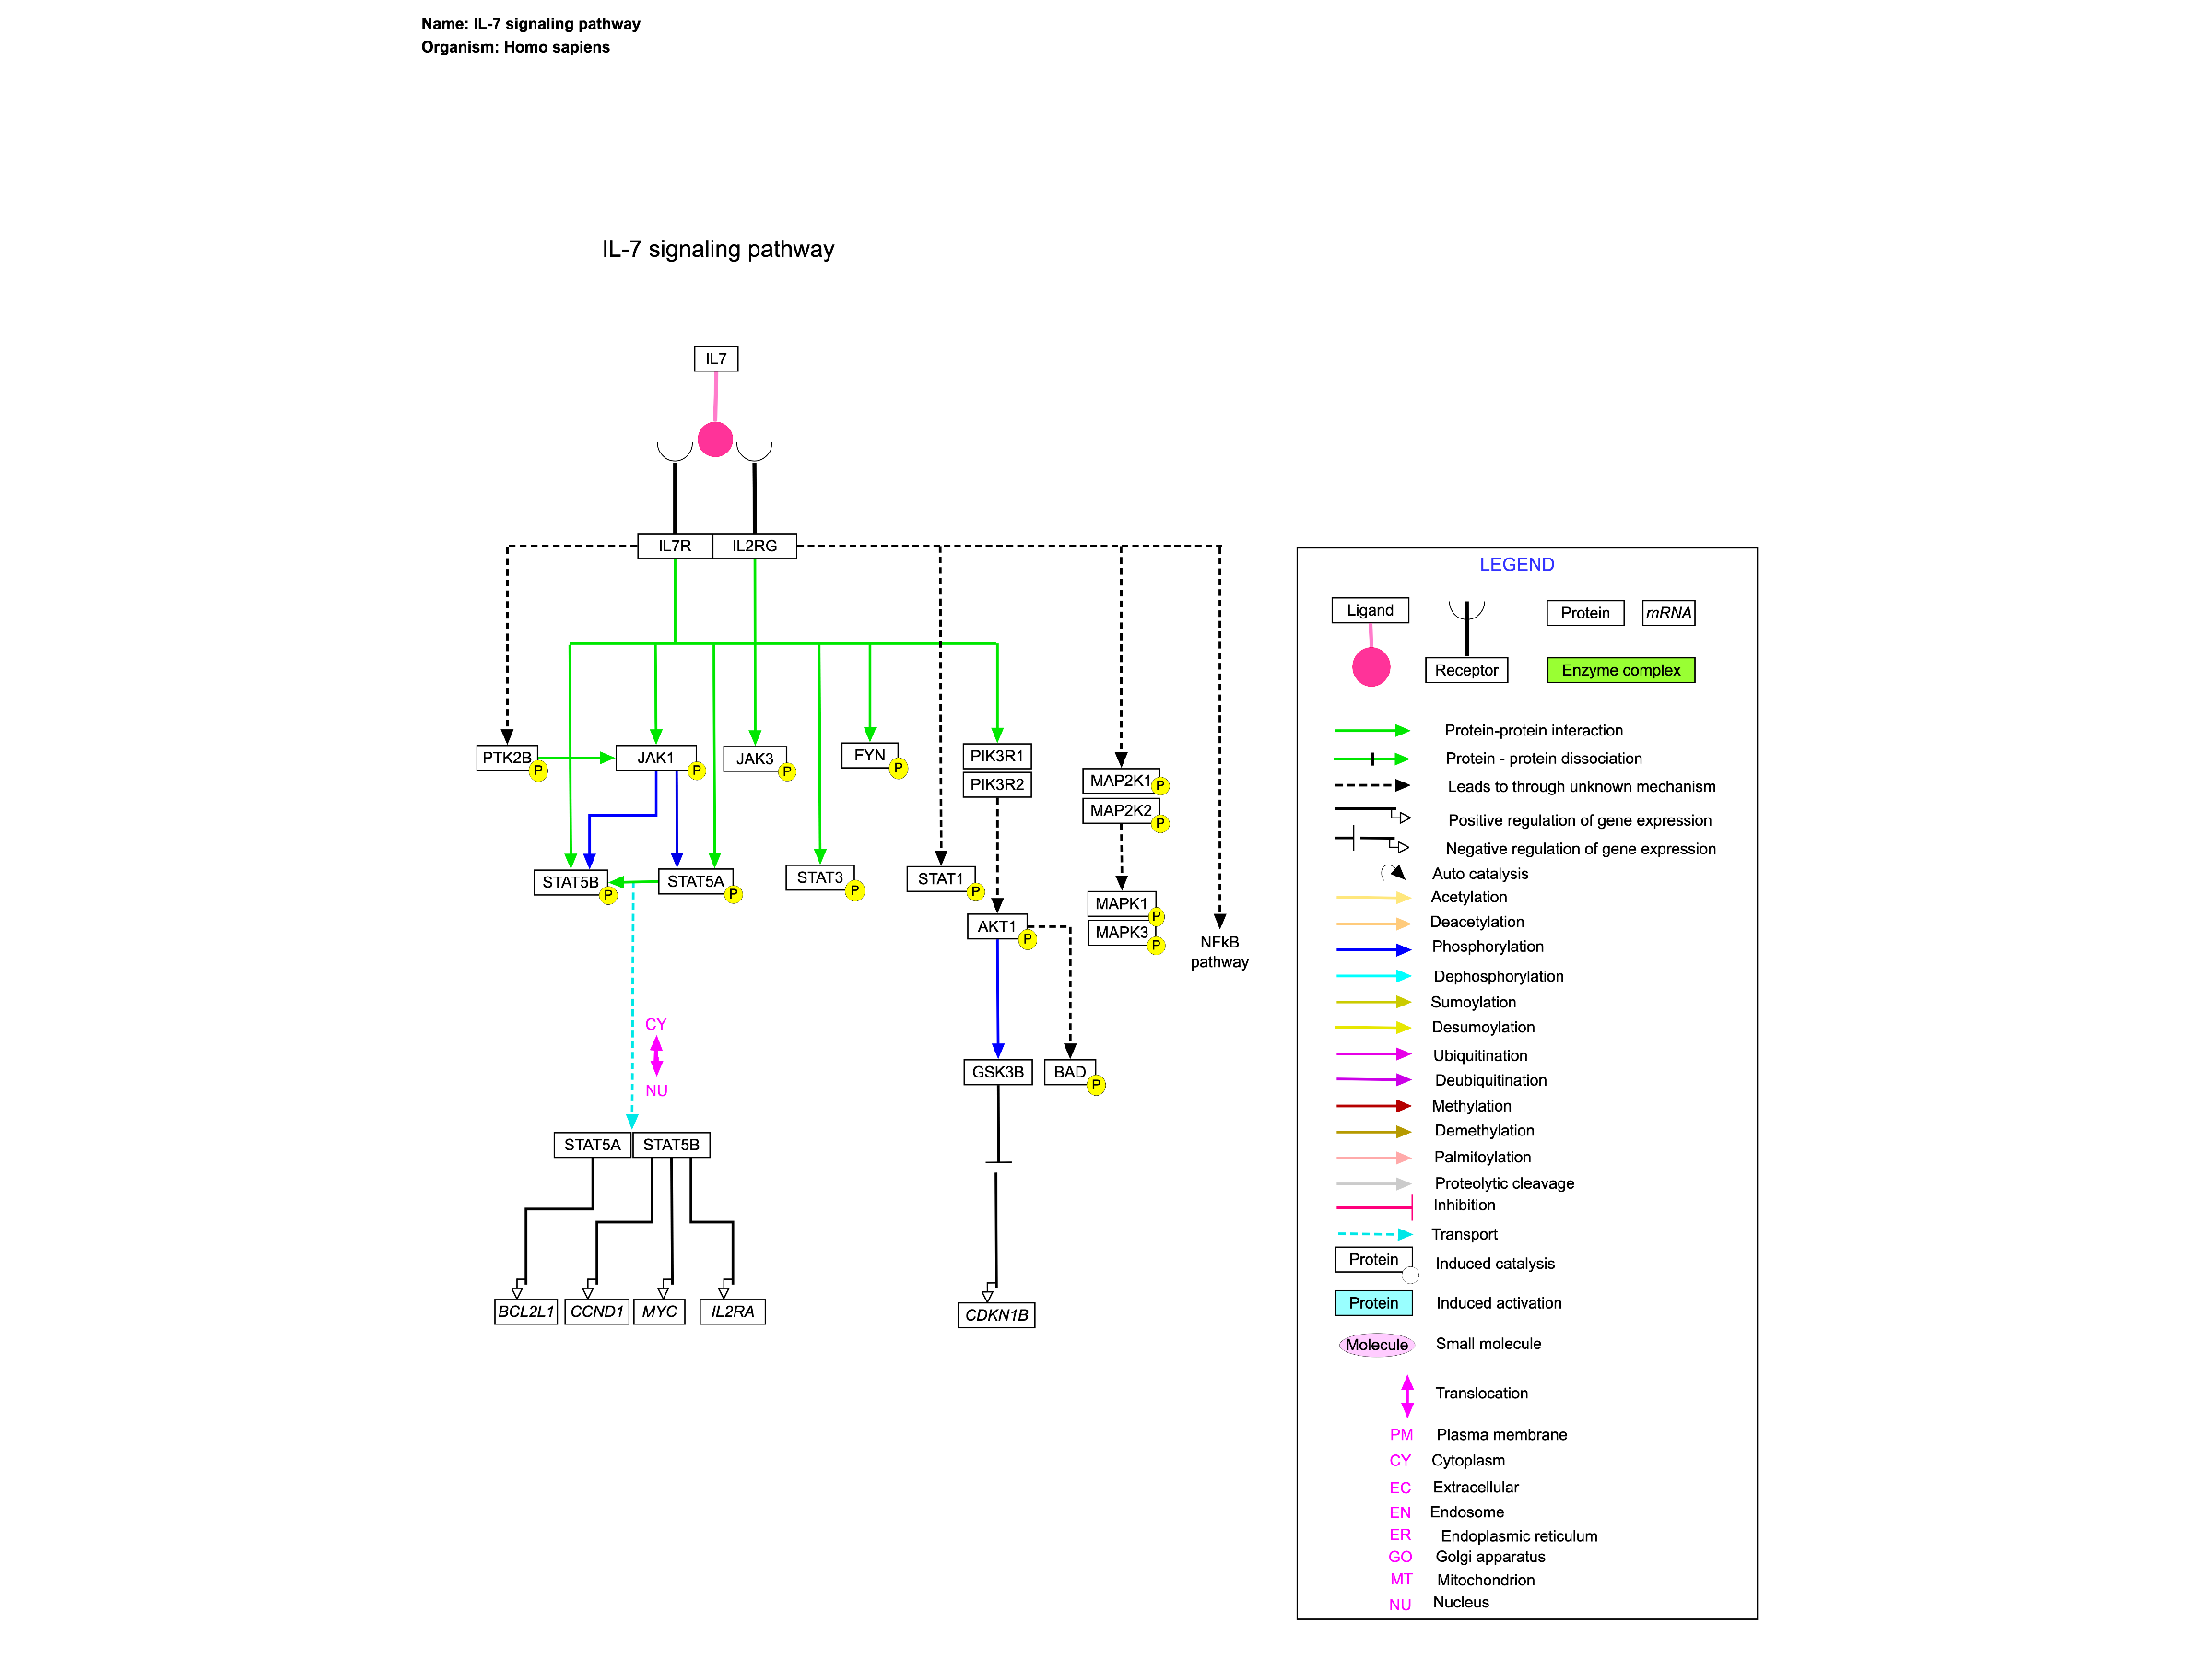 Name: IL-7 signaling pathway
Organism: Homo sapiens
IL-7 signaling pathway
IL7
IL7R IL2RG
PTK2B P
JAK1 P
JAK3 P
FYN P
PIK3R1
PIK3R2
MAP2K1 P
MAP2K2 P
STAT5B P
STAT5A P
STAT3 P
STAT1 P
AKT1 P
MAPK1 P
MAPK3 P
NFkB
pathway
CY
NU
GSK3B
BAD P
STAT5A STAT5B
BCL2L1 CCND1 MYC IL2RA
CDKN1B
LEGEND
Ligand
Protein mRNA
Receptor
Enzyme complex
Protein-protein interaction
Protein - protein dissociation
Leads to through unknown mechanism
Positive regulation of gene expression
Negative regulation of gene expression
Auto catalysis
Acetylation
Deacetylation
Phosphorylation
Dephosphorylation
Sumoylation
Desumoylation
Ubiquitination
Deubiquitination
Methylation
Demethylation
Palmitoylation
Proteolytic cleavage
Inhibition
Transport
Protein Induced catalysis
Protein Induced activation
Molecule Small molecule
Translocation
PM Plasma membrane
CY Cytoplasm
EC Extracellular
EN Endosome
ER Endoplasmic reticulum
GO Golgi apparatus
MT Mitochondrion
NU Nucleus